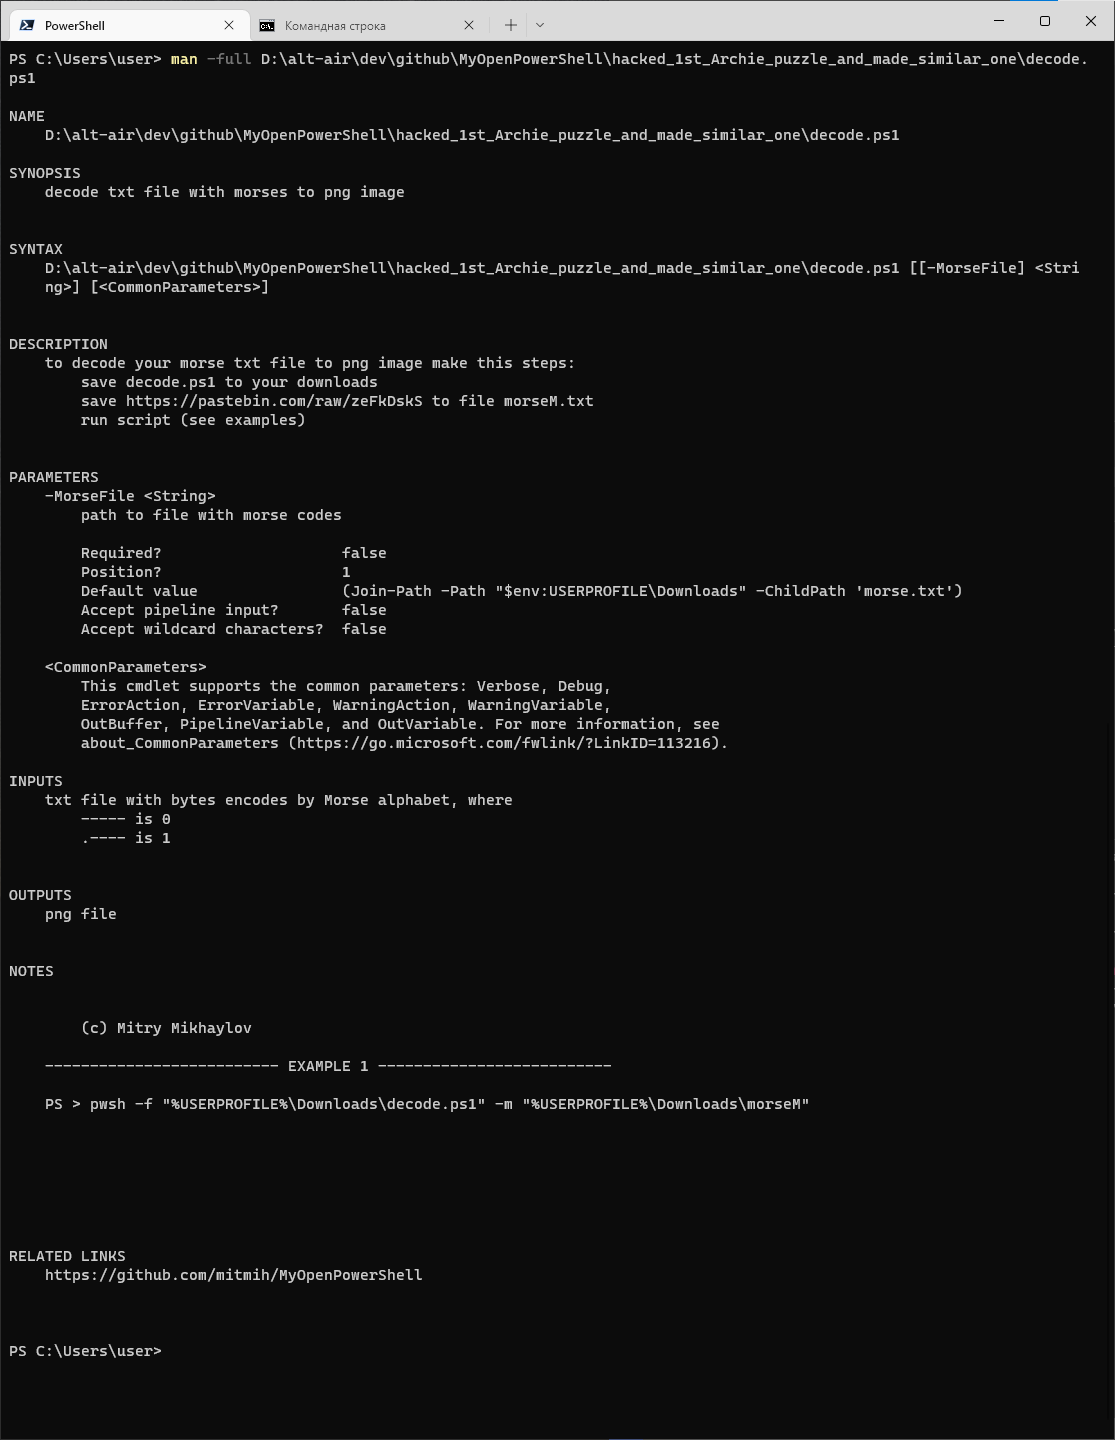 PowerShell
Командная строка
PS C:\Users\user> man -full D:\alt-air\dev\github\MyOpenPowerShell\hacked_1st_Archie_puzzle_and_made_similar_one\decode.
ps1
NAME
D:\alt-air\dev\github\MyOpenPowerShell\hacked_1st_Archie_puzzle_and_made_similar_one\decode.ps1
SYNOPSIS
decode txt file with morses to png image
SYNTAX
D:\alt-air\dev\github\MyOpenPowerShell\hacked_1st_Archie_puzzle_and_made_similar_one\decode.ps1 [[-MorseFile] <Stri
ng>] [<CommonParameters>]
DESCRIPTION
to decode your morse txt file to png image make this steps:
save decode.ps1 to your downloads
save https://pastebin.com/raw/zeFkDskS to file morseM.txt
run script (see examples)
PARAMETERS
-MorseFile <String>
path to file with morse codes
Required? false
Position? 1
Default value (Join-Path -Path "$env:USERPROFILE\Downloads" -ChildPath 'morse.txt')
Accept pipeline input? false
Accept wildcard characters? false
<CommonParameters>
This cmdlet supports the common parameters: Verbose, Debug,
ErrorAction, ErrorVariable, WarningAction, WarningVariable,
OutBuffer, PipelineVariable, and OutVariable. For more information, see
about_CommonParameters (https://go.microsoft.com/fwlink/?LinkID=113216).
INPUTS
txt file with bytes encodes by Morse alphabet, where
----- is 0
.---- is 1
OUTPUTS
png file
NOTES
(c) Mitry Mikhaylov
-------------------------- EXAMPLE 1 --------------------------
PS > pwsh -f "%USERPROFILE%\Downloads\decode.ps1" -m "%USERPROFILE%\Downloads\morseM"
RELATED LINKS
https://github.com/mitmih/MyOpenPowerShell
PS C:\Users\user>